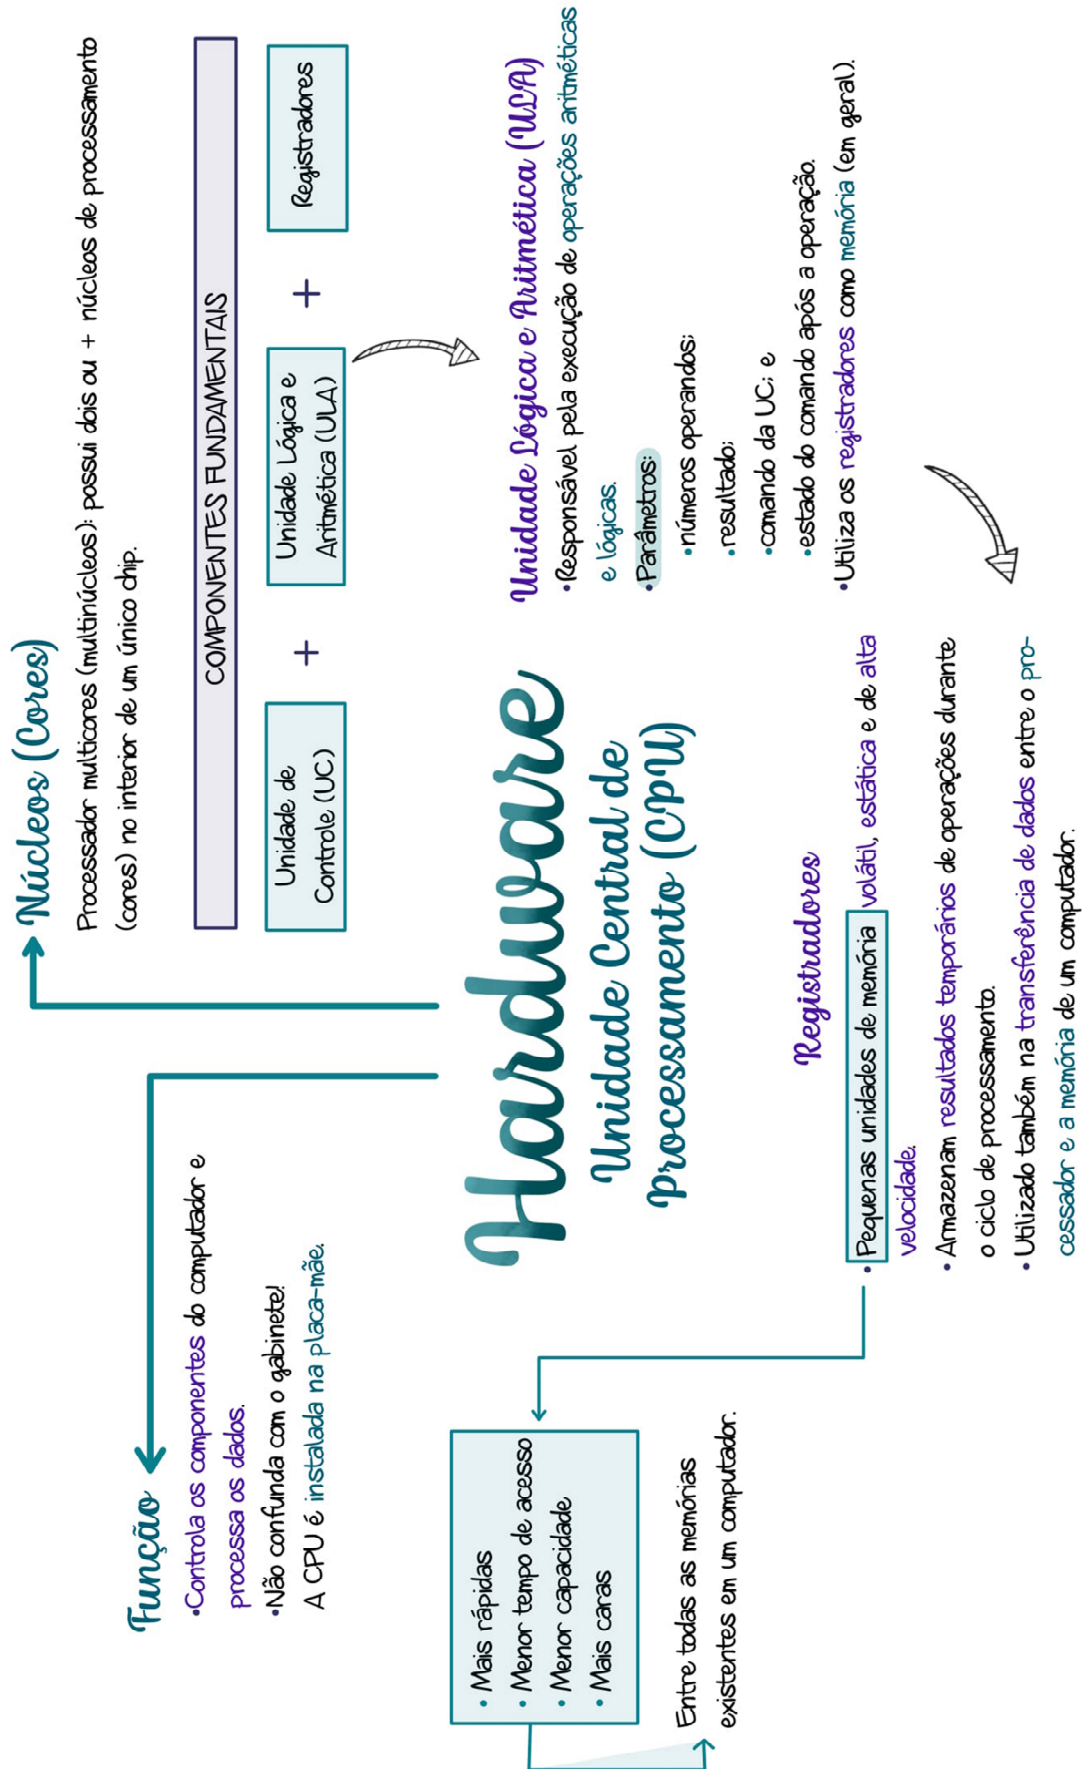 Hardware
Unidade Central de
Processamento (CPU)
Função
•Controla os componentes do computador e
processa os dados.
•Não confunda com o gabinete!
A CPU é instalada na placa-mãe.
Núcleos (Cores)
Processador multicores (multinúcleos): possui dois ou + núcleos de processamento
(cores) no interior de um único chip.
COMPONENTES FUNDAMENTAIS
Unidade de
Controle (UC)
+
Unidade Lógica e
Aritmética (ULA)
+
Registradores
Unidade Lógica e Aritmética (ULA)
•Responsável pela execução de operações aritméticas
e lógicas.
•Parâmetros:
•números operandos;
•resultado;
•comando da UC; e
•estado do comando após a operação.
•Utiliza os registradores como memória (em geral).
Registradores
• Pequenas unidades de memória volátil, estática e de alta
velocidade.
• Armazenam resultados temporários de operações durante
o ciclo de processamento.
• Utilizado também na transferência de dados entre o pro-
cessador e a memória de um computador.
• Mais rápidas
• Menor tempo de acesso
• Menor capacidade
• Mais caras
Entre todas as memórias
existentes em um computador.